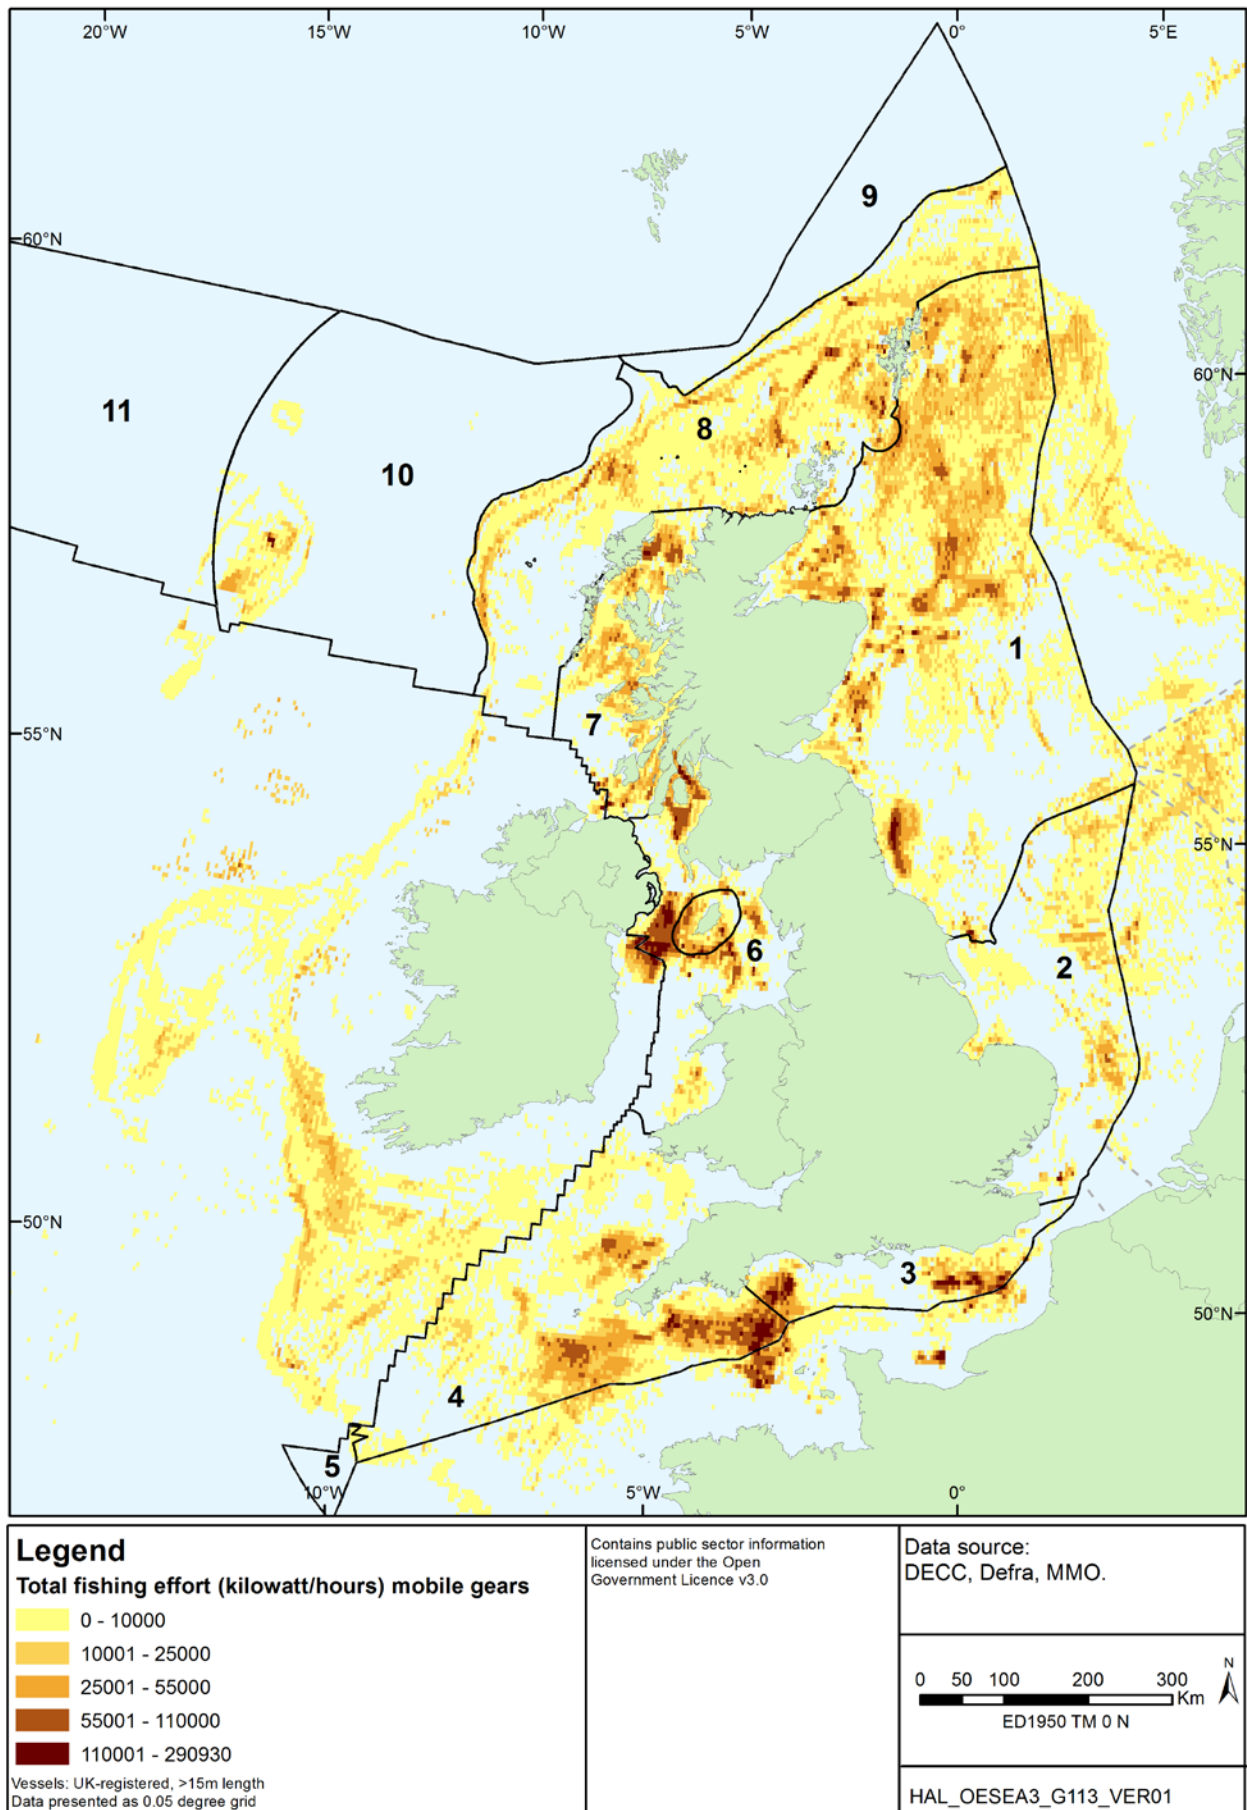 20°W 15°W 10°W 5°W 0° 5°E
9
60°N
60°N
11
8
10
1
7
55°N
55°N
6
2
50°N
3
50°N
4
5
10°W 5°W 0°
Legend
Total fishing effort (kilowatt/hours) mobile gears
0 - 10000
10001 - 25000
25001 - 55000
55001 - 110000
110001 - 290930
Vessels: UK-registered, >15m length
Data presented as 0.05 degree grid
Contains public sector information
licensed under the Open
Government Licence v3.0
Data source:
DECC, Defra, MMO.
0 50 100 200 300
Km
N
ED1950 TM 0 N
HAL_OESEA3_G113_VER01